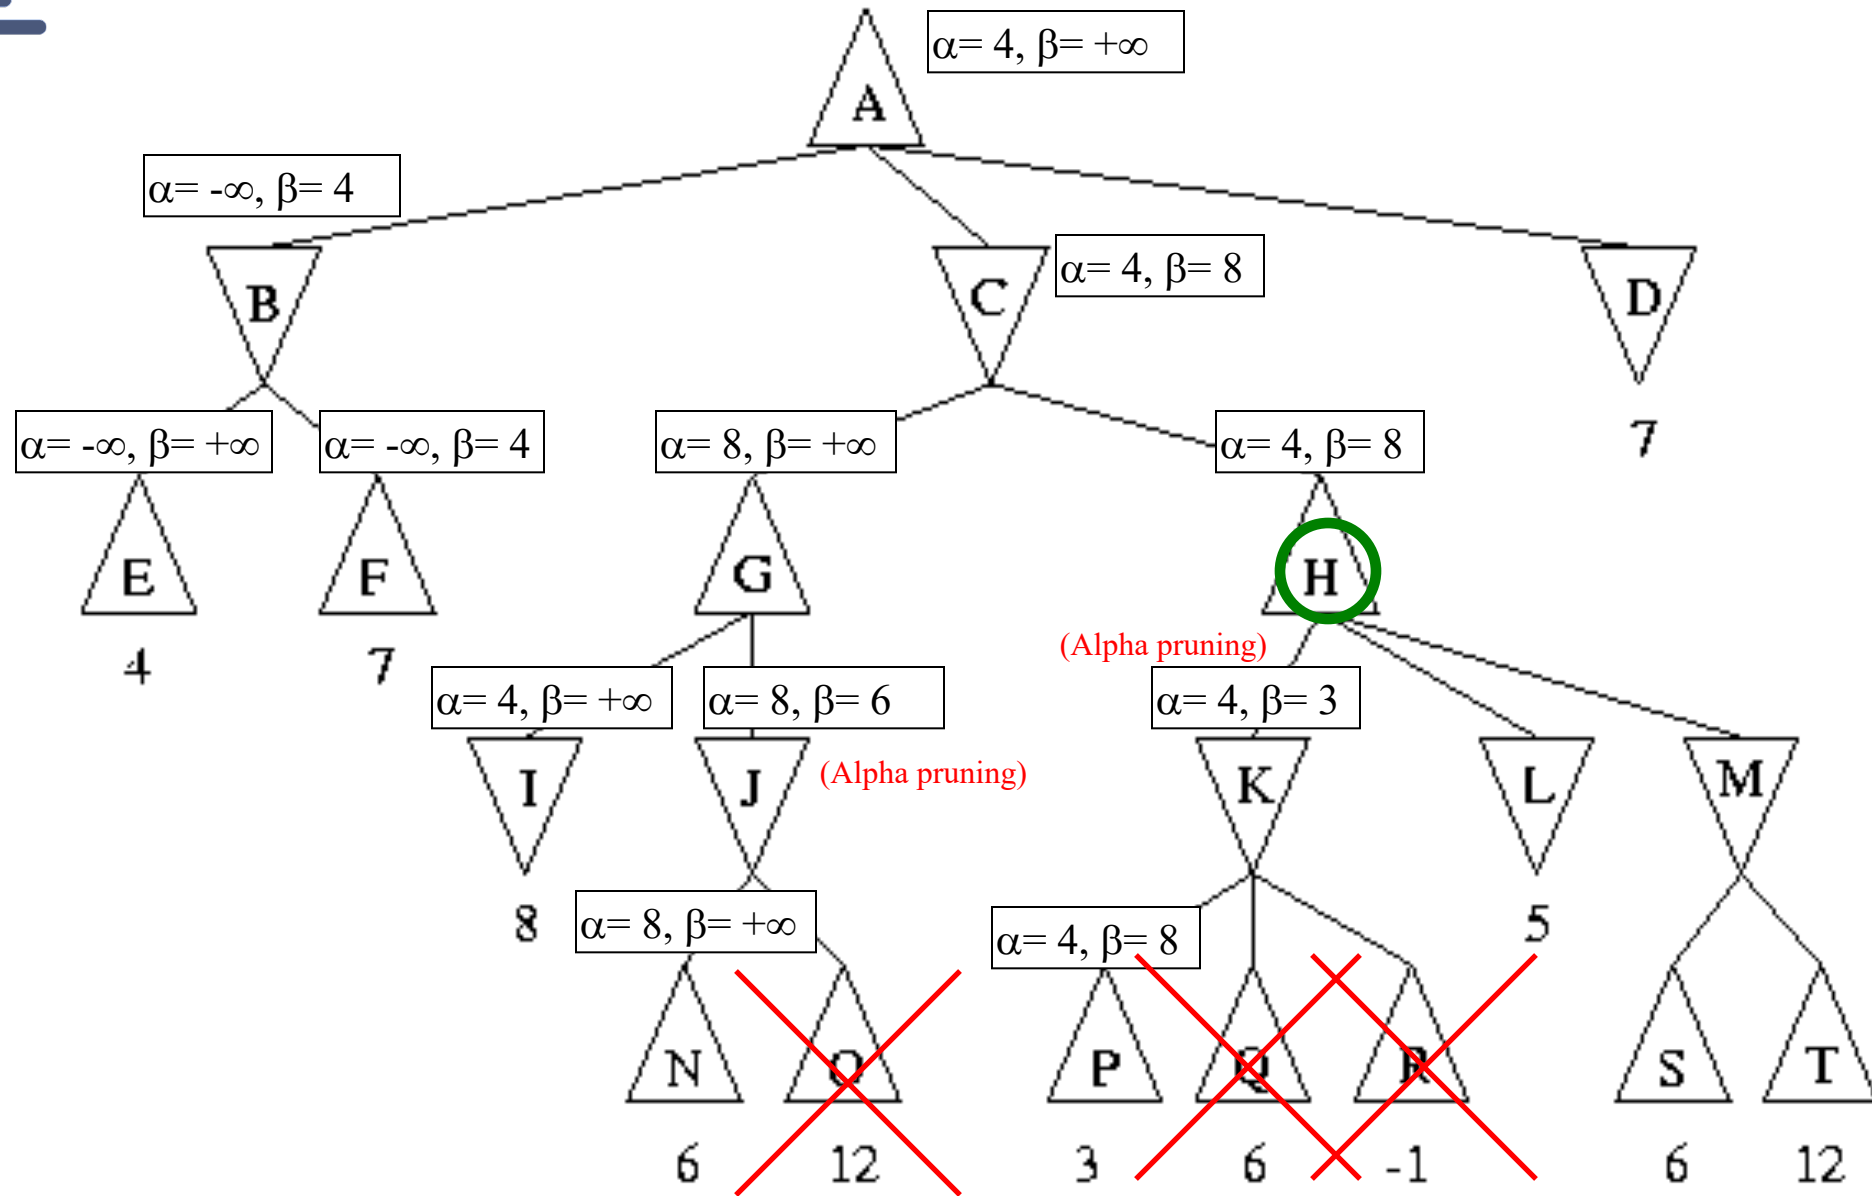 α= 4, β= +∞
A
α= -∞, β= 4
B
C
α= 4, β= 8
D
7
α= -∞, β= +∞
α= -∞, β= 4
α= 8, β= +∞
α= 4, β= 8
E
F
G
H
4
7
(Alpha pruning)
α= 4, β= +∞
α= 8, β= 6
α= 4, β= 3
I
J
(Alpha pruning)
K
L
M
8
α= 8, β= +∞
α= 4, β= 8
5
N
O
P
Q
R
S
T
6
12
3
6
-1
6
12